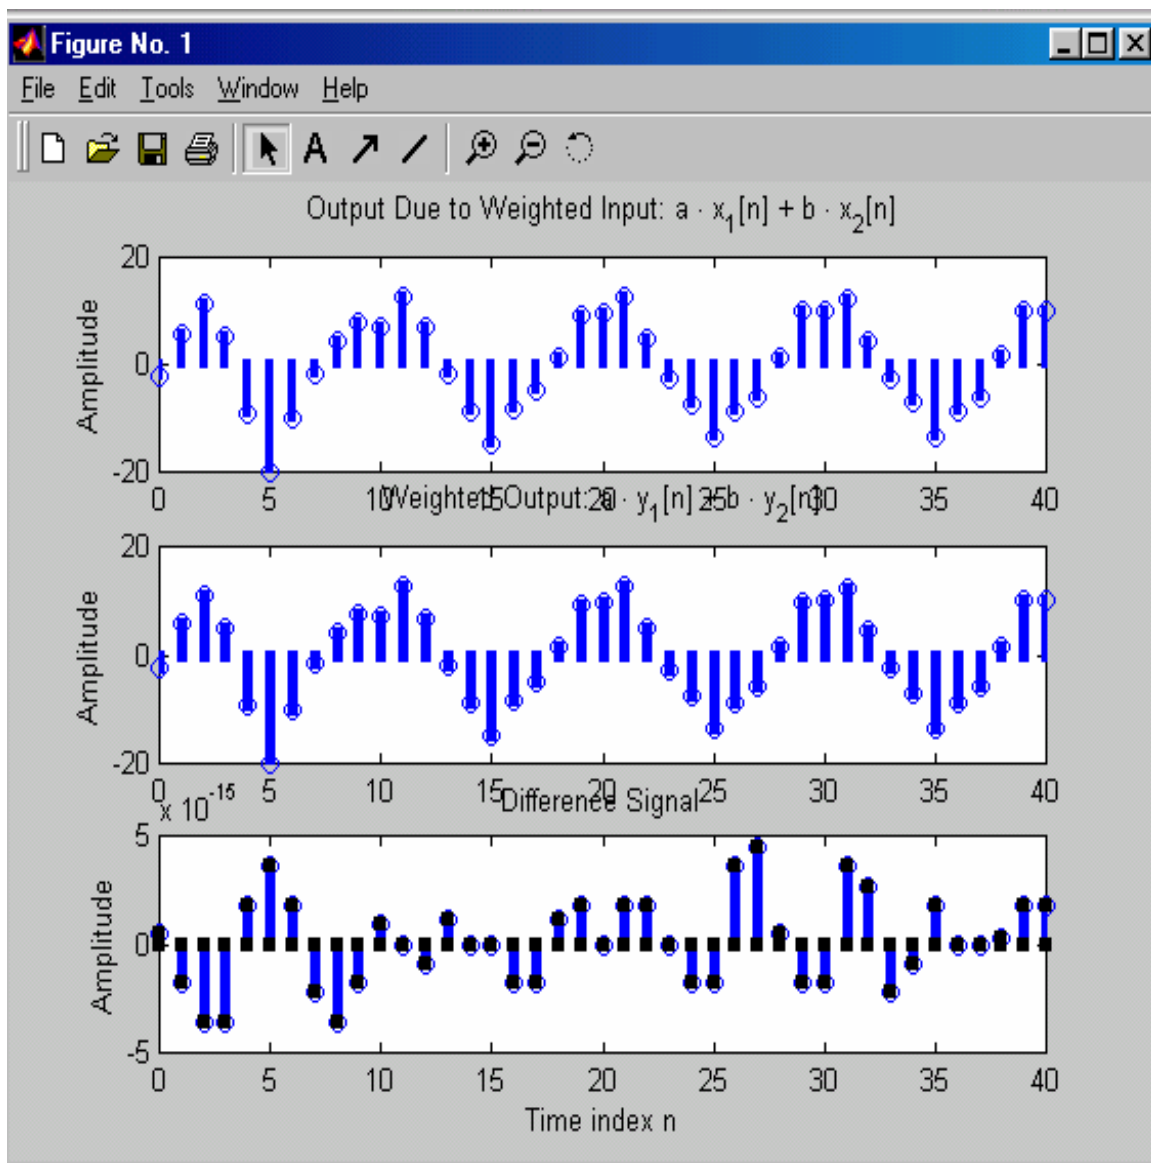 Figure No. 1
File Edit Tools Window Help
A
Output Due to Weighted Input: a · x1[n] + b · x2[n]
20
0
-20
Amplitude
0 5 10 15 20 25 30 35 40
Weighted Output: a · y1[n] + b · y2[n]
20
0
-20
Amplitude
0 5 10 15 20 25 30 35 40
x 10-15
Difference Signal
5
0
-5
Amplitude
0 5 10 15 20 25 30 35 40
Time index n